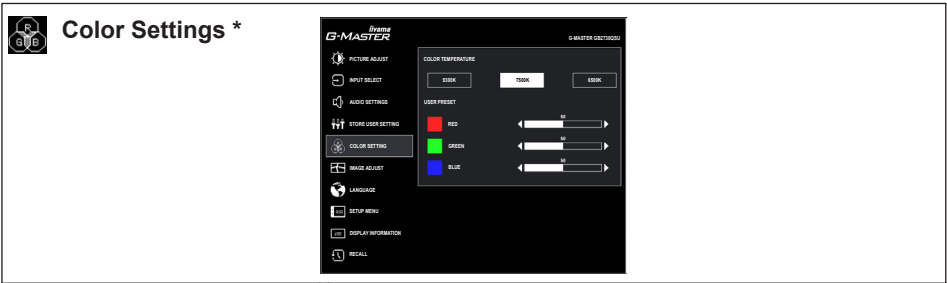 R
G B
Color Settings *
iiyama
G-MASTER
G-MASTER GB2730QSU
PICTURE ADJUST
COLOR TEMPERATURE
INPUT SELECT
9300K 7500K 6500K
AUDIO SETTINGS
USER PRESET
STORE USER SETTING
RED 50
COLOR SETTING
GREEN 50
IMAGE ADJUST
BLUE 50
LANGUAGE
SETUP MENU
DISPLAY INFORMATION
RECALL